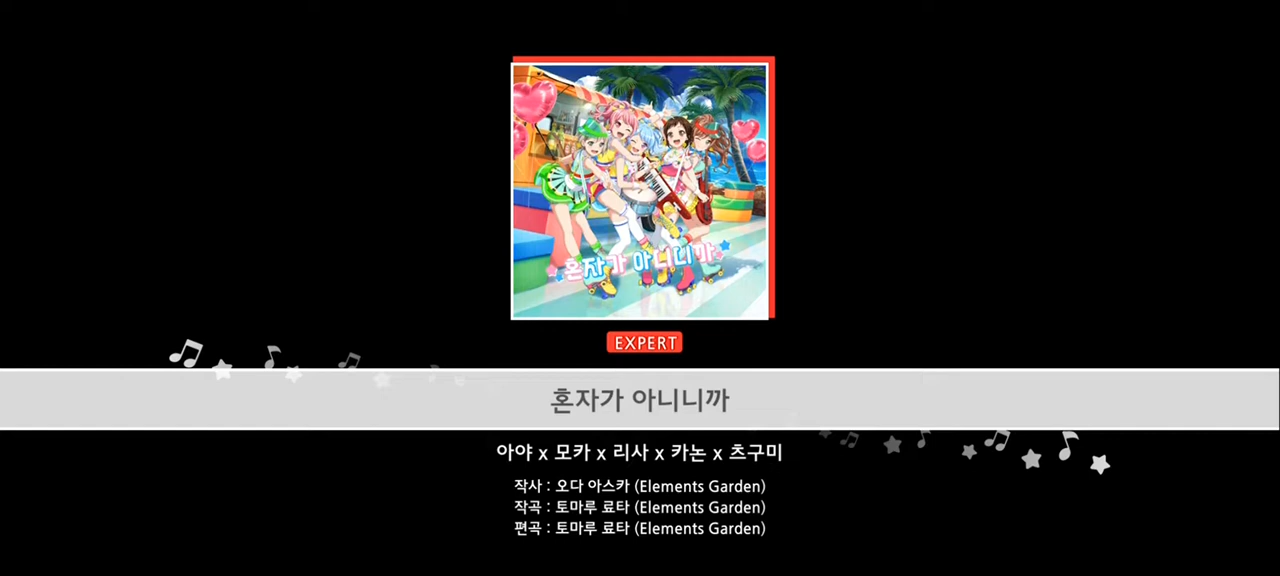 혼자가 아니니까
EXPERT
혼자가 아니니까
아야 x 모카 x 리사 x 카논 x 츠구미
작사 : 오다 아스카 (Elements Garden)
작곡 : 토마루 료타 (Elements Garden)
편곡 : 토마루 료타 (Elements Garden)